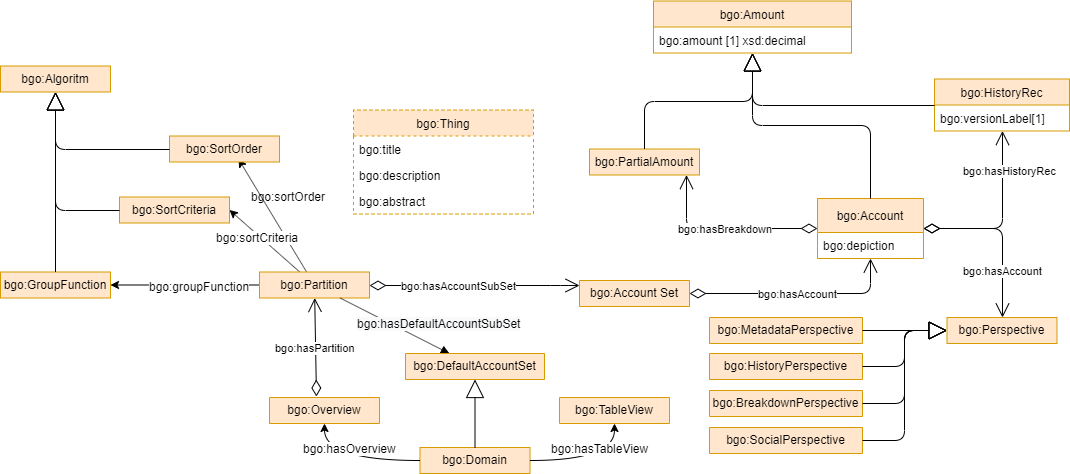 bgo:Amount
bgo:amount [1] xsd:decimal
bgo:Algoritm
bgo:HistoryRec
bgo:versionLabel[1]
bgo:Thing
bgo:title
bgo:description
bgo:abstract
bgo:SortOrder
bgo:PartialAmount
bgo:hasHistoryRec
bgo:sortOrder
bgo:SortCriteria
bgo:Account
bgo:depiction
bgo:hasBreakdown
bgo:sortCriteria
bgo:hasAccount
bgo:GroupFunction
bgo:groupFunction
bgo:Partition
bgo:hasAccountSubSet
bgo:Account Set
bgo:hasAccount
bgo:hasDefaultAccountSubSet
bgo:MetadataPerspective
bgo:Perspective
bgo:hasPartition
bgo:DefaultAccountSet
bgo:HistoryPerspective
bgo:BreakdownPerspective
bgo:Overview
bgo:TableView
bgo:SocialPerspective
bgo:hasOverview
bgo:hasTableView
bgo:Domain